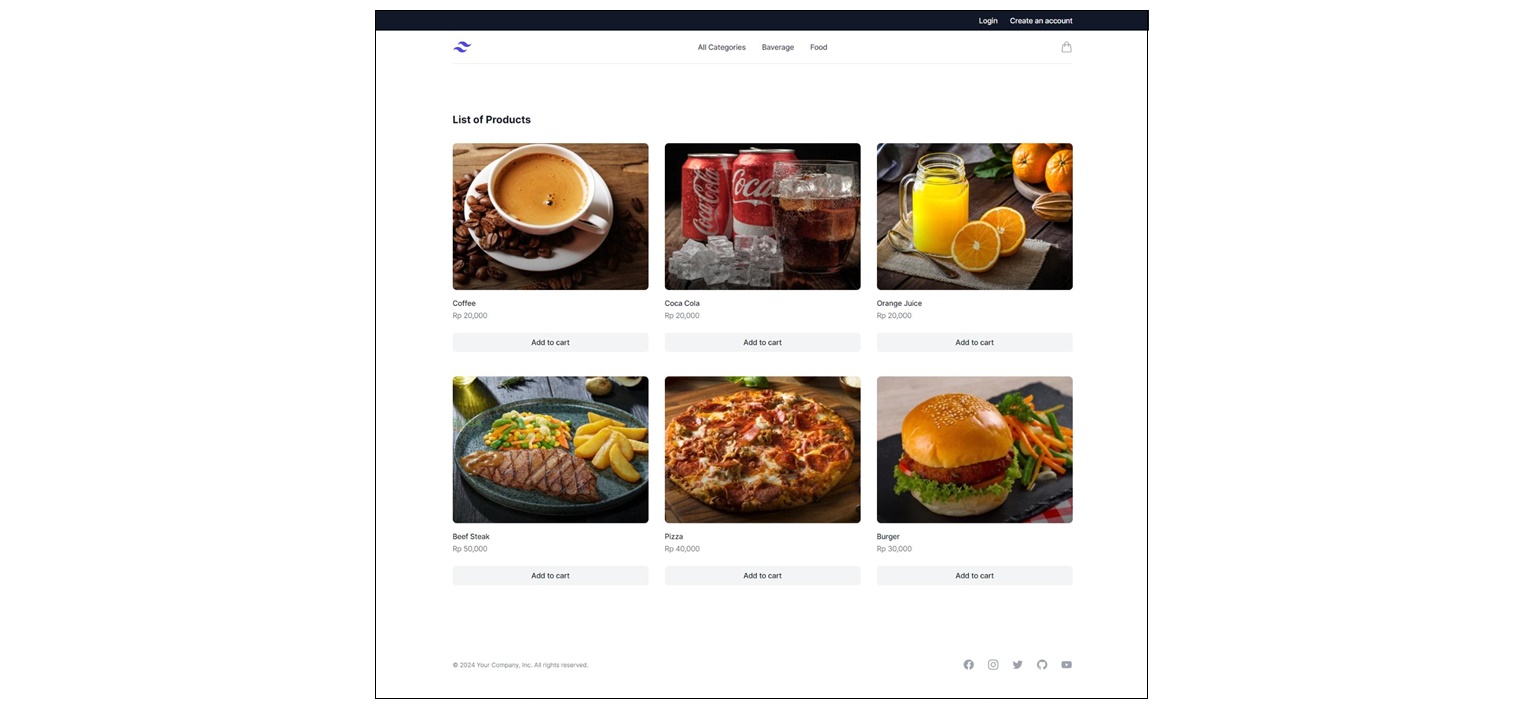 Login Create an account
All Categories Baverage Food
List of Products
Coca-Cola Coca
Coffee Coca Cola Orange Juice
Rp 20,000 Rp 20,000 Rp 20,000
Add to cart Add to cart Add to cart
Beef Steak Pizza Burger
Rp 50,000 Rp 40,000 Rp 30,000
Add to cart Add to cart Add to cart
© 2024 Your Company, Inc. All rights reserved.